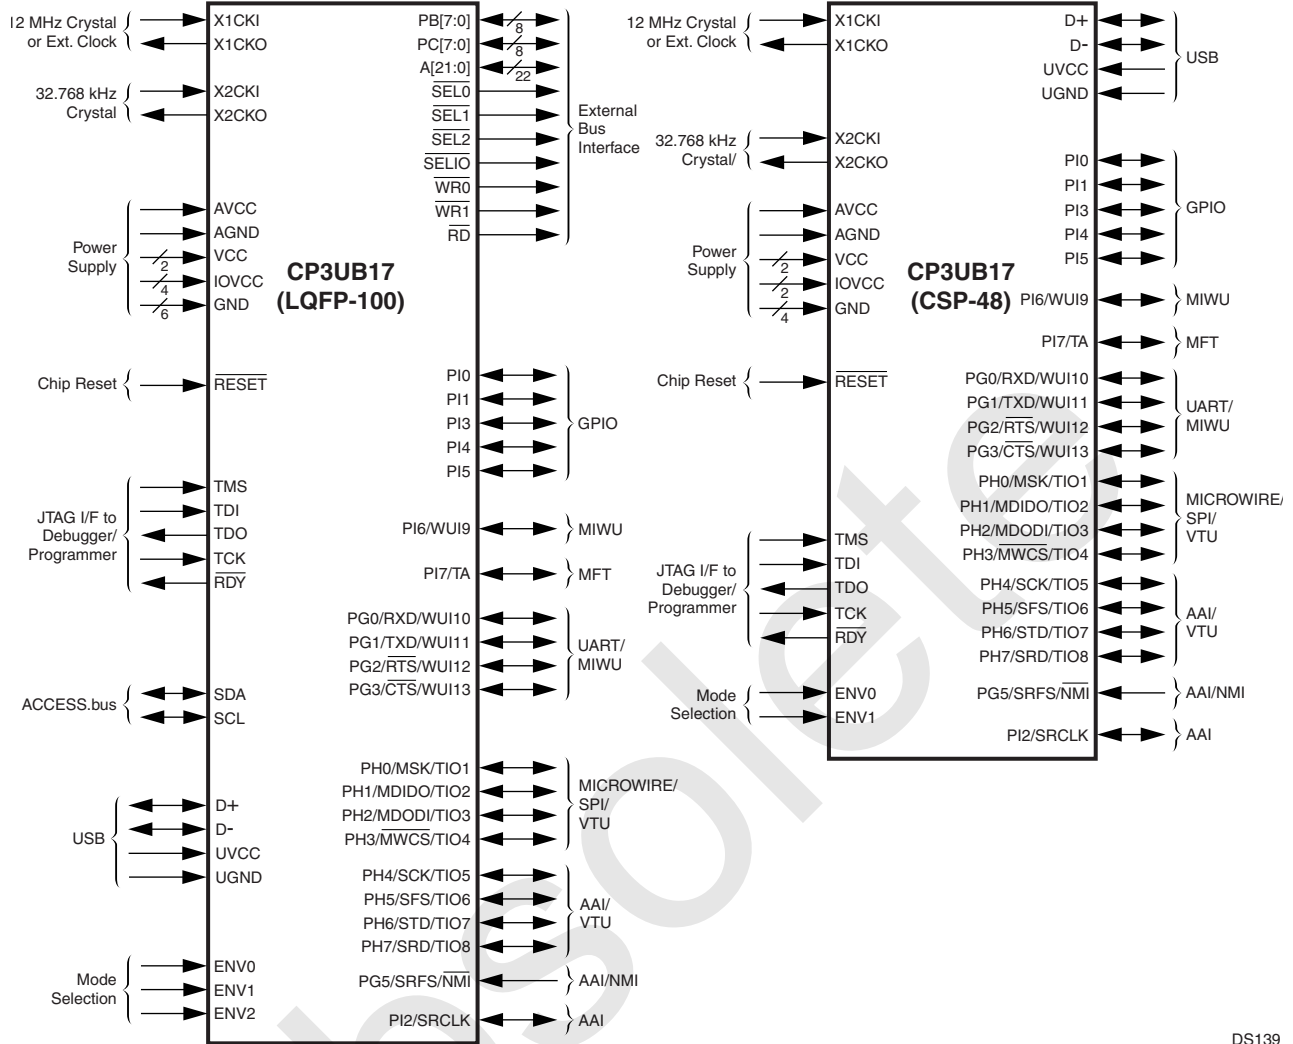 12 MHz Crystal
or Ext. Clock
X1CKI
X1CKO
32.768 kHz
Crystal
X2CKI
X2CKO
Power
Supply
AVCC
AGND
VCC
2
IOVCC
4
GND
6
Chip Reset
RESET
JTAG I/F to
Debugger/
Programmer
TMS
TDI
TDO
TCK
RDY
ACCESS.bus
SDA
SCL
USB
D+
D-
UVCC
UGND
Mode
Selection
ENV0
ENV1
ENV2
CP3UB17
(LQFP-100)
PB[7:0]
8
PC[7:0]
8
A[21:0]
22
SEL0
SEL1
SEL2
SELIO
WR0
WR1
RD
External
Bus
Interface
PI0
PI1
PI3
PI4
PI5
GPIO
PI6/WUI9
MIWU
PI7/TA
MFT
PG0/RXD/WUI10
PG1/TXD/WUI11
PG2/RTS/WUI12
PG3/CTS/WUI13
UART/
MIWU
PH0/MSK/TIO1
PH1/MDIDO/TIO2
PH2/MDODI/TIO3
PH3/MWCS/TIO4
MICROWIRE/
SPI/
VTU
PH4/SCK/TIO5
PH5/SFS/TIO6
PH6/STD/TIO7
PH7/SRD/TIO8
AAI/
VTU
PG5/SRFS/NMI
AAI/NMI
PI2/SRCLK
AAI
12 MHz Crystal
or Ext. Clock
X1CKI
X1CKO
32.768 kHz
Crystal/
X2CKI
X2CKO
Power
Supply
AVCC
AGND
VCC
2
IOVCC
2
GND
4
Chip Reset
RESET
JTAG I/F to
Debugger/
Programmer
TMS
TDI
TDO
TCK
RDY
Mode
Selection
ENV0
ENV1
CP3UB17
(CSP-48)
D+
D-
UVCC
UGND
USB
PI0
PI1
PI3
PI4
PI5
GPIO
PI6/WUI9
MIWU
PI7/TA
MFT
PG0/RXD/WUI10
PG1/TXD/WUI11
PG2/RTS/WUI12
PG3/CTS/WUI13
UART/
MIWU
PH0/MSK/TIO1
PH1/MDIDO/TIO2
PH2/MDODI/TIO3
PH3/MWCS/TIO4
MICROWIRE/
SPI/
VTU
PH4/SCK/TIO5
PH5/SFS/TIO6
PH6/STD/TIO7
PH7/SRD/TIO8
AAI/
VTU
PG5/SRFS/NMI
AAI/NMI
PI2/SRCLK
AAI
DS139
bsolete